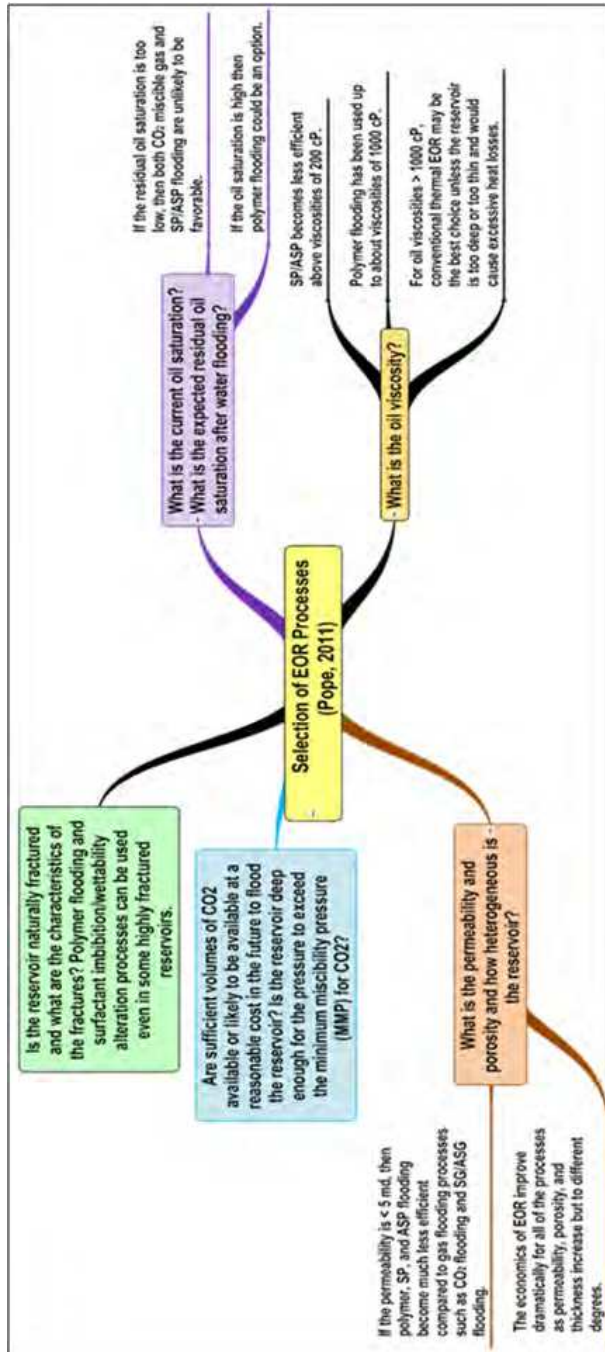 Selection of EOR Processes
(Pope, 2011)
Is the reservoir naturally fractured
and what are the characteristics of
the fractures? Polymer flooding and
surfactant imbibition/wettability
alteration processes can be used
even in some highly fractured
reservoirs.
Are sufficient volumes of CO2
available or likely to be available at a
reasonable cost in the future to flood
the reservoir? Is the reservoir deep
enough for the pressure to exceed
the minimum miscibility pressure
(MMP) for CO2?
What is the permeability and
porosity and how heterogeneous is
the reservoir?
If the permeability is < 5 md, then
polymer, SP, and ASP flooding
become much less efficient
compared to gas flooding processes
such as CO₂ flooding and SG/ASG
flooding.
The economics of EOR improve
dramatically for all of the processes
as permeability, porosity, and
thickness increase but to different
degrees.
What is the current oil saturation?
What is the expected residual oil
saturation after water flooding?
If the residual oil saturation is too
low, then both CO₂ miscible gas and
SP/ASP flooding are unlikely to be
favorable.
If the oil saturation is high then
polymer flooding could be an option.
What is the oil viscosity?
SP/ASP becomes less efficient
above viscosities of 200 cP.
Polymer flooding has been used up
to about viscosities of 1000 cP.
For oil viscosities > 1000 cP,
conventional thermal EOR may be
the best choice unless the reservoir
is too deep or too thin and would
cause excessive heat losses.